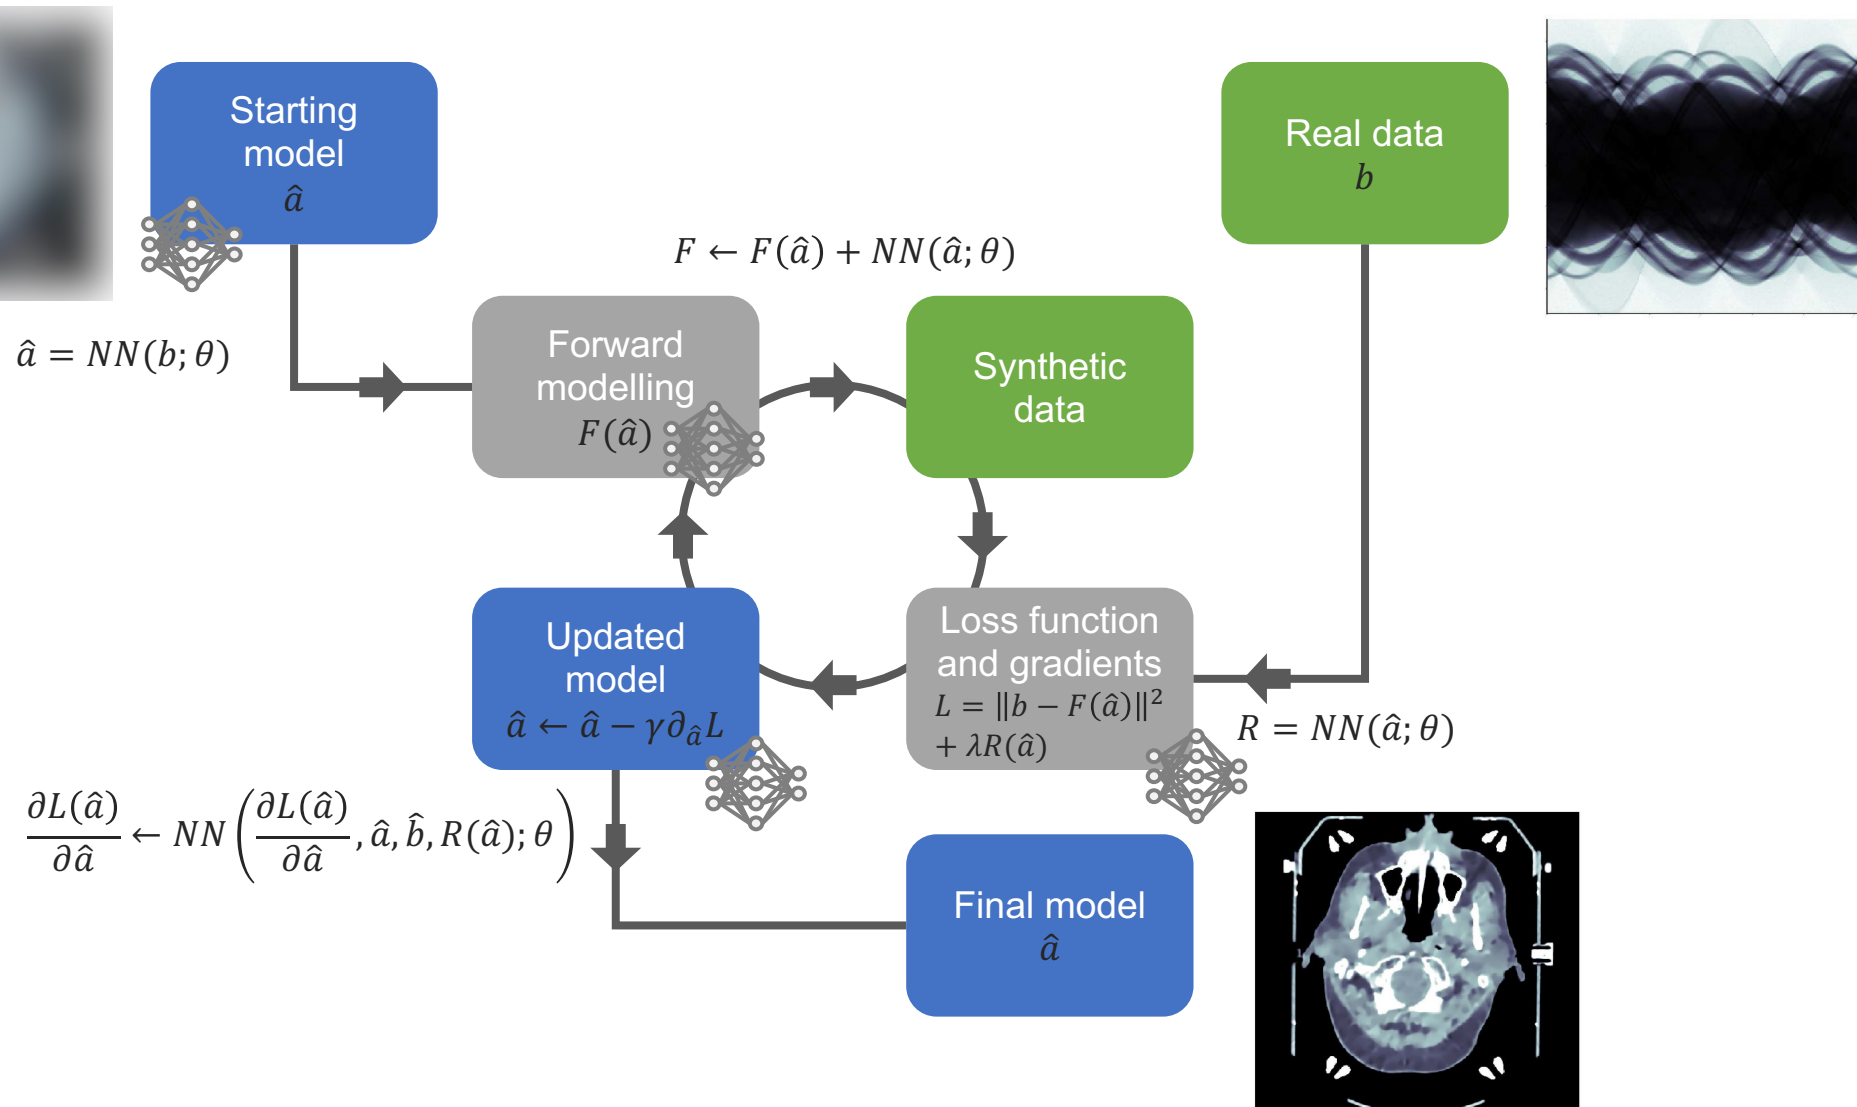 Starting
model
â
â = NN(b; θ)
Real data
b
F ← F(â) + NN(â; θ)
Forward
modelling
F(â)
Synthetic
data
Updated
model
â ← â − γ∂_â L
Loss function
and gradients
L = ‖b − F(â)‖²
+ λR(â)
R = NN(â; θ)
∂L(â)/∂â ← NN(∂L(â)/∂â, â, b̂, R(â); θ)
Final model
â